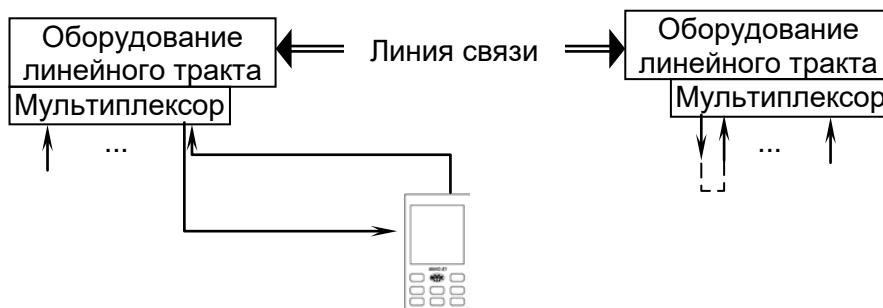 Оборудование
линейного тракта
Мультиплексор
...
Линия связи
Оборудование
линейного тракта
Мультиплексор
...